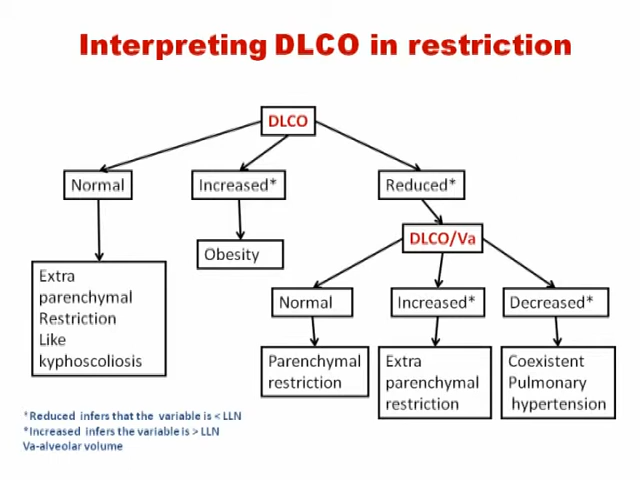 Interpreting DLCO in restriction
DLCO
Normal
Increased*
Reduced*
Obesity
DLCO/Va
Extra
parenchymal
Restriction
Like
kyphoscoliosis
Normal
Increased*
Decreased*
Parenchymal
restriction
Extra
parenchymal
restriction
Coexistent
Pulmonary
hypertension
*Reduced infers that the variable is < LLN
*Increased infers the variable is > LLN
Va-alveolar volume